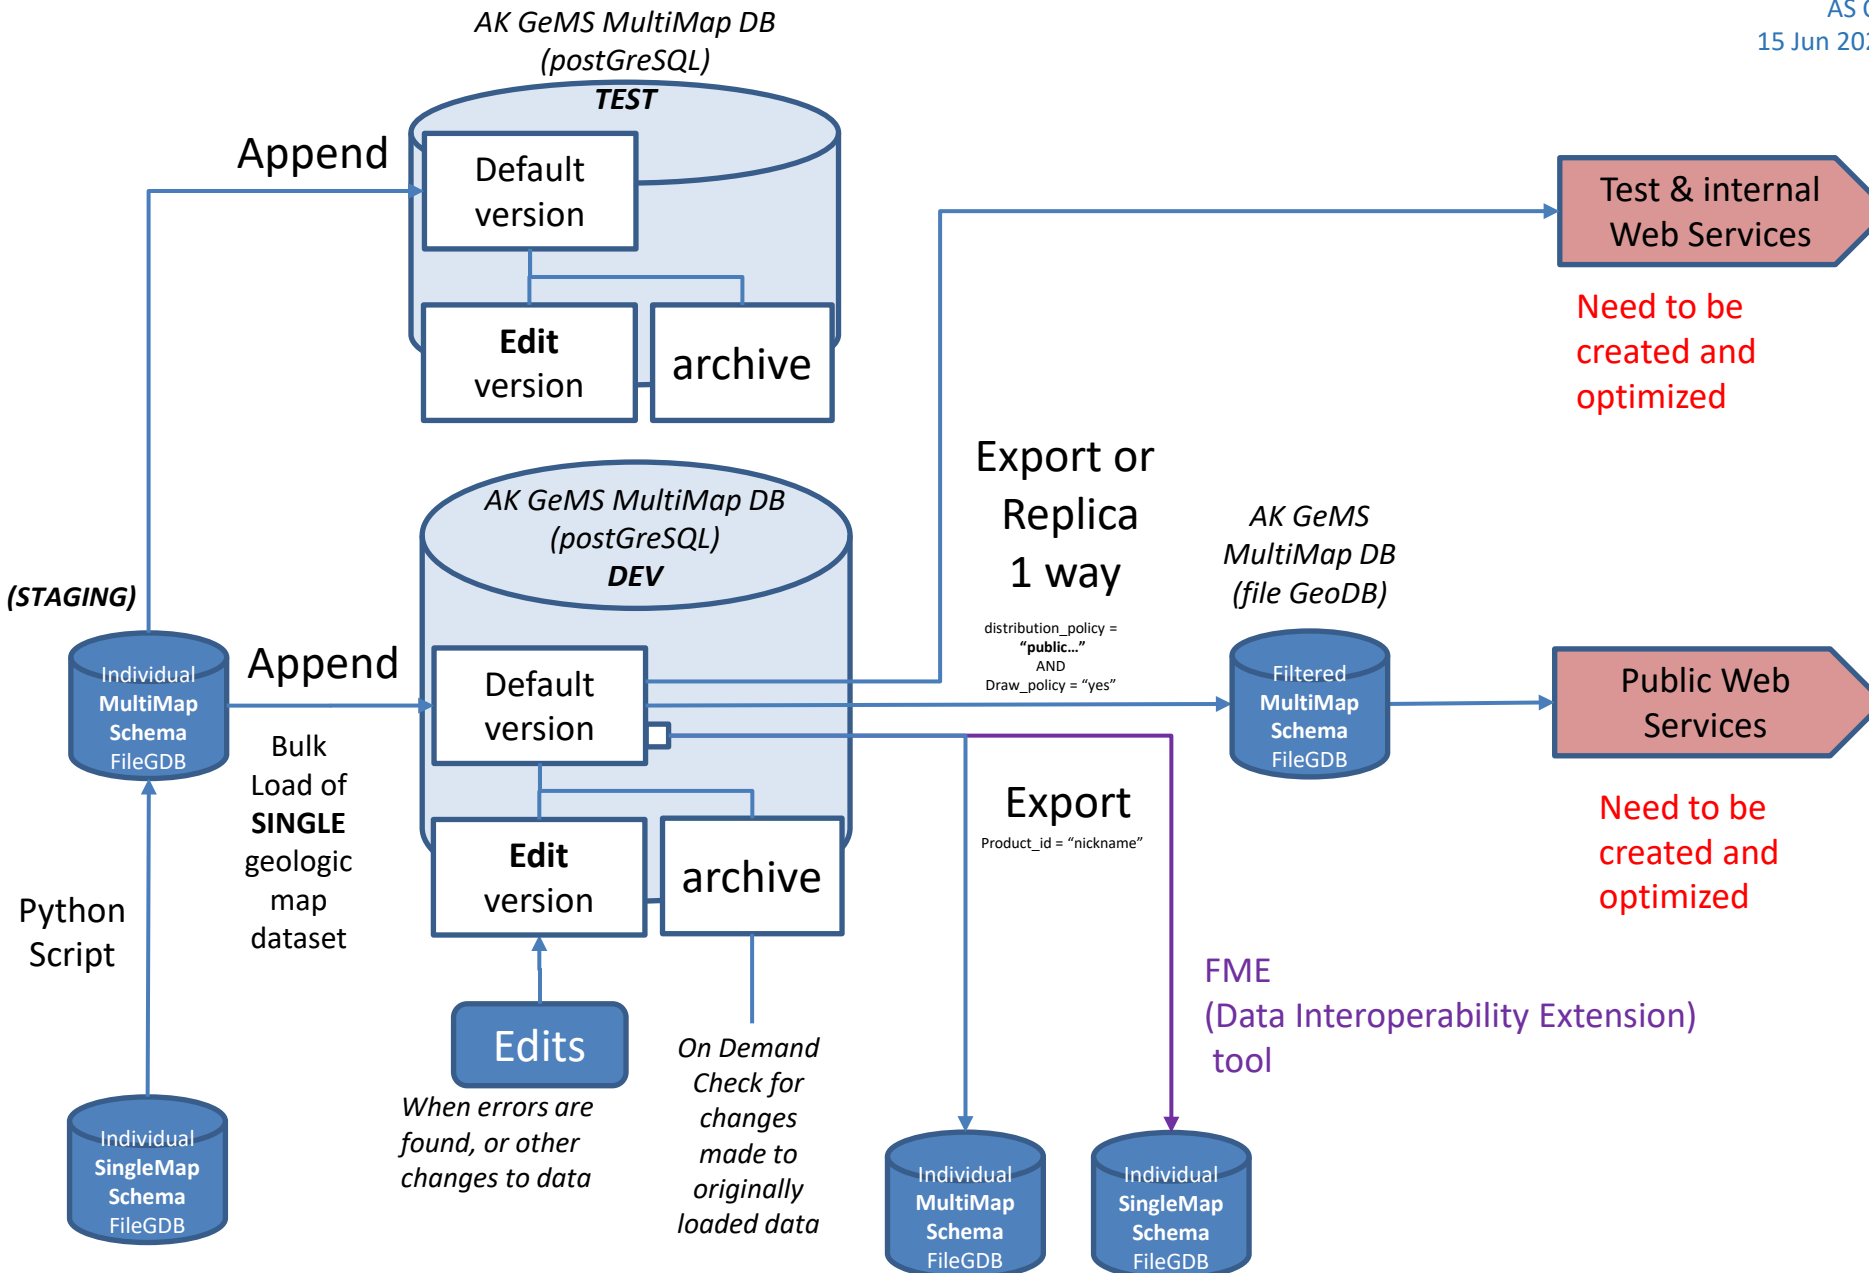 AK GeMS MultiMap DB
(postGreSQL)
TEST
AS O
15 Jun 202
Append
Default
version
Edit
version
archive
Test & internal
Web Services
Need to be
created and
optimized
AK GeMS MultiMap DB
(postGreSQL)
DEV
Export or
Replica
1 way
distribution_policy =
“public...”
AND
Draw_policy = “yes”
AK GeMS
MultiMap DB
(file GeoDB)
(STAGING)
Individual
MultiMap
Schema
FileGDB
Append
Bulk
Load of
SINGLE
geologic
map
dataset
Default
version
Edit
version
archive
Filtered
MultiMap
Schema
FileGDB
Public Web
Services
Need to be
created and
optimized
Export
Product_id = “nickname”
Python
Script
Edits
When errors are
found, or other
changes to data
On Demand
Check for
changes
made to
originally
loaded data
FME
(Data Interoperability Extension)
tool
Individual
SingleMap
Schema
FileGDB
Individual
MultiMap
Schema
FileGDB
Individual
SingleMap
Schema
FileGDB